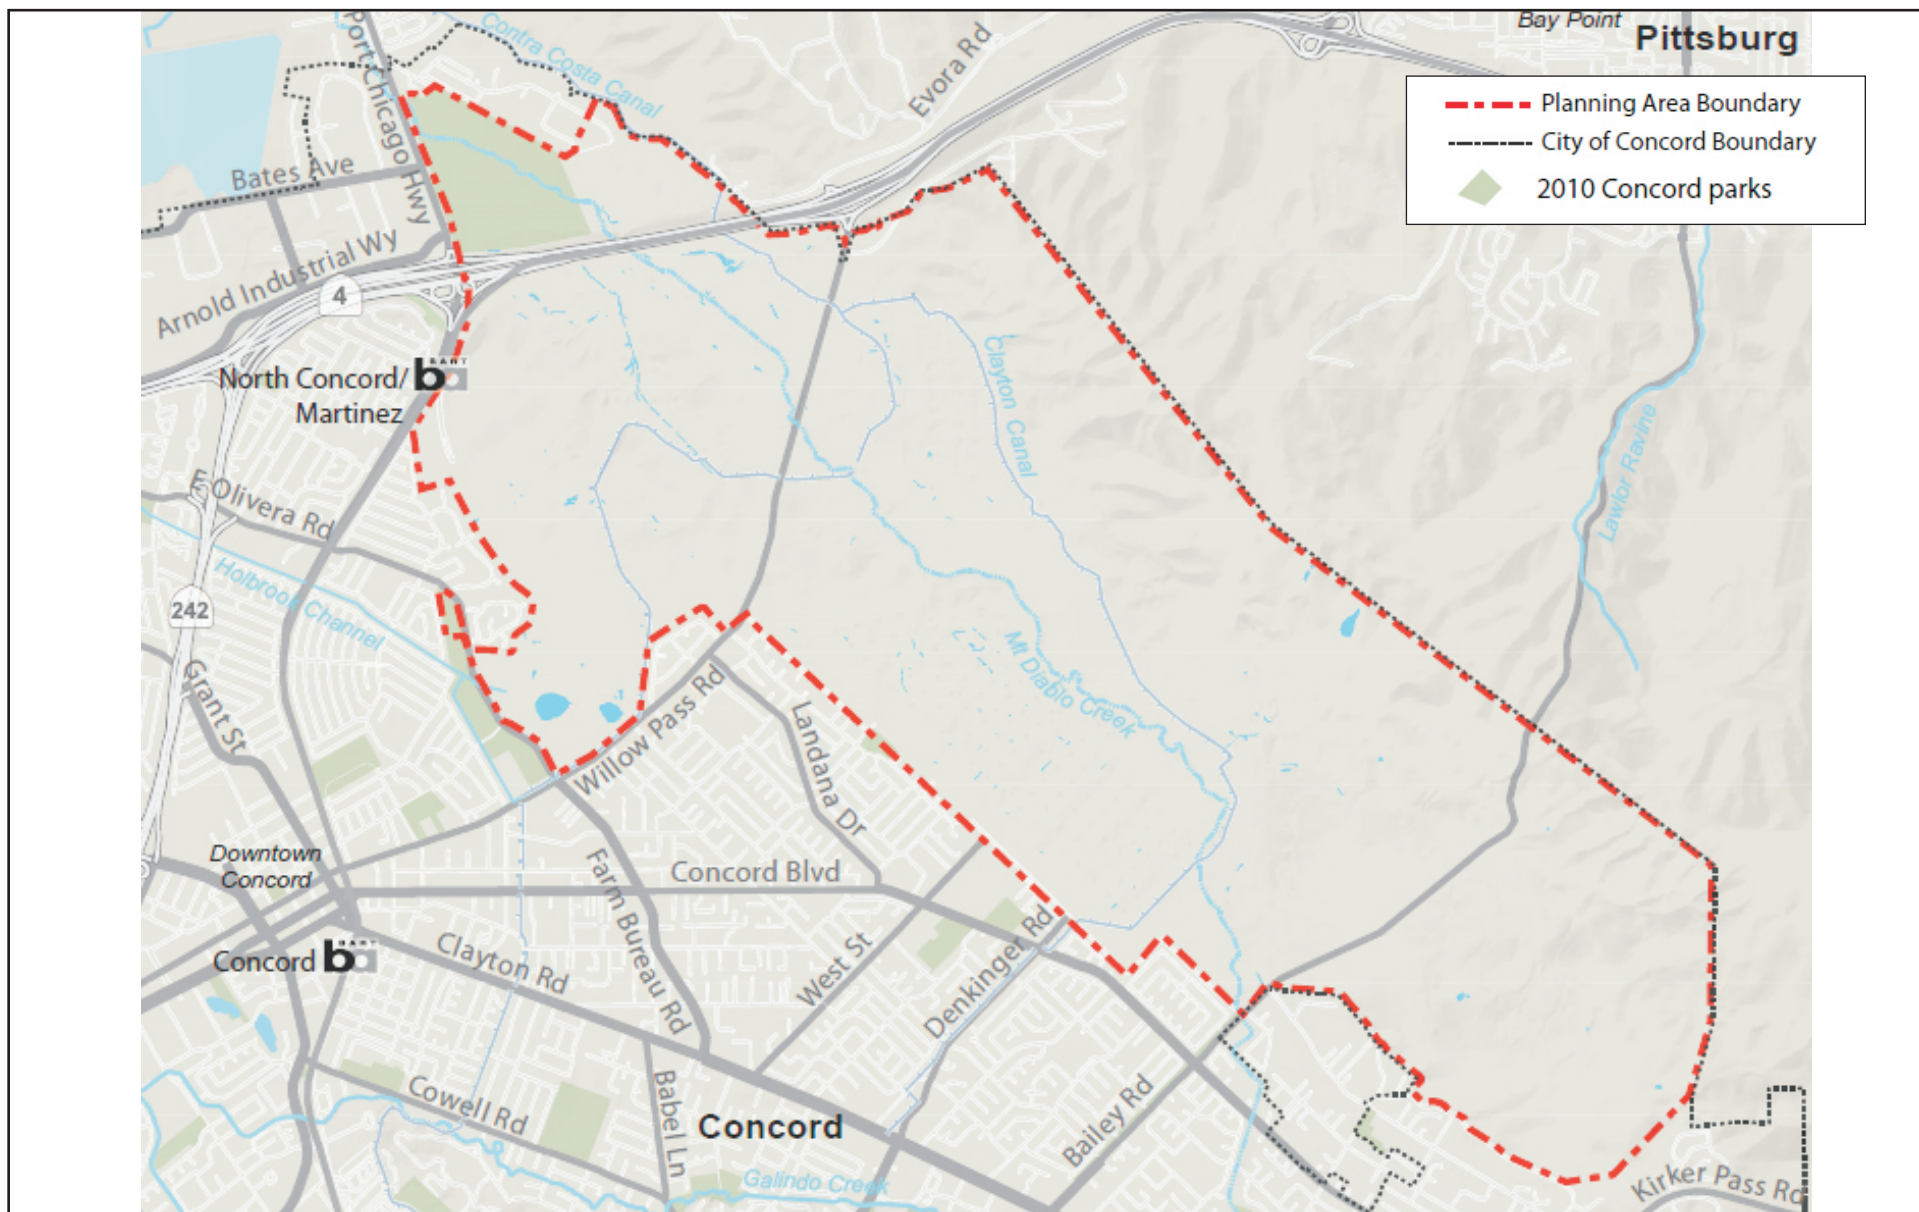 Bay Point
Pittsburg
Planning Area Boundary
City of Concord Boundary
2010 Concord parks
Port Chicago Hwy
Contra Costa Canal
Evora Rd
Bates Ave
Arnold Industrial Wy
4
BART
b
North Concord/
Martinez
Clayton Canal
Lawlor Ravine
E Olivera Rd
Holbrook Channel
242
Grant St
Mt Diablo Creek
Willow Pass Rd
Landana Dr
Downtown
Concord
Concord Blvd
Farm Bureau Rd
BART
Concord b
Clayton Rd
West St
Denkinger Rd
Cowell Rd
Babel Ln
Concord
Bailey Rd
Galindo Creek
Kirker Pass Rd